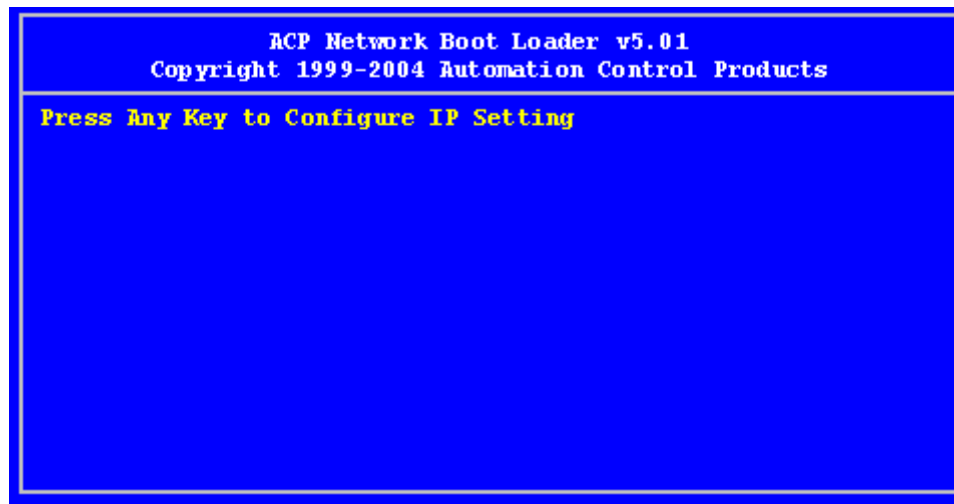 ACP Network Boot Loader v5.01
Copyright 1999-2004 Automation Control Products
Press Any Key to Configure IP Setting